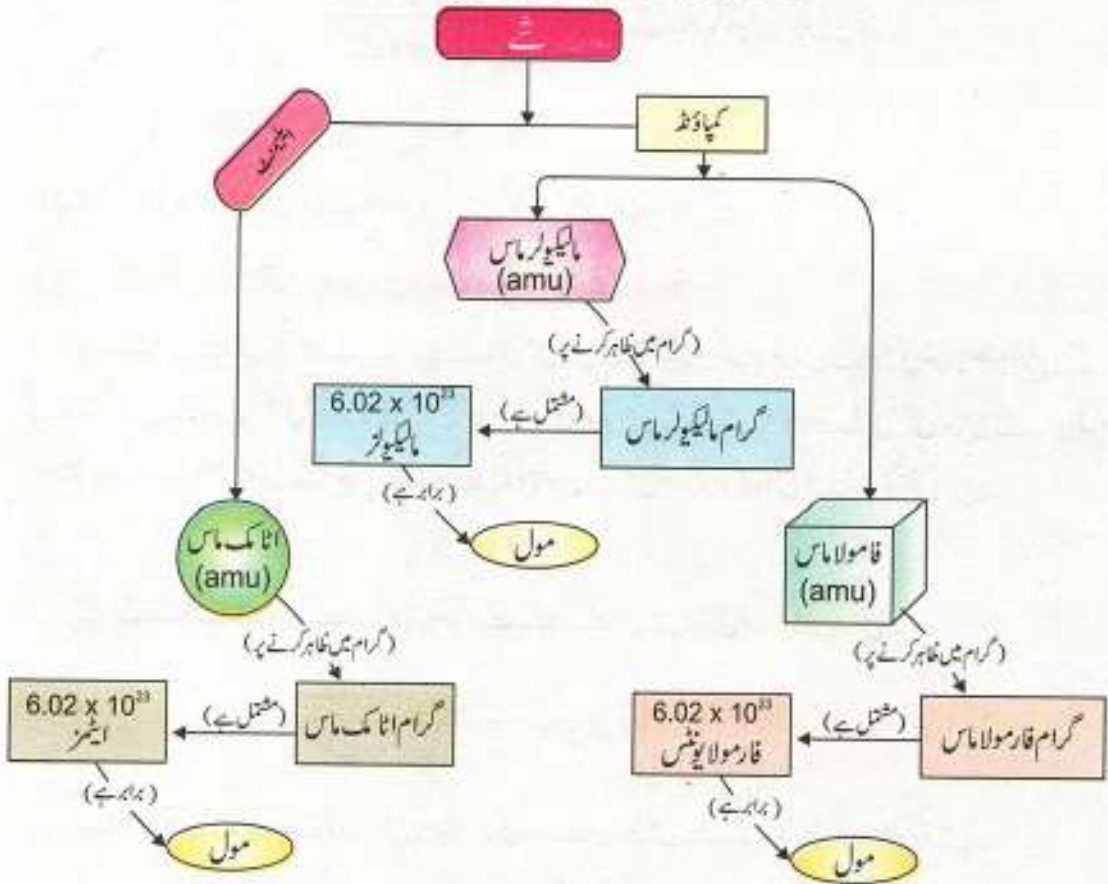 شے
ایلیمنٹ
کمپاؤنڈ
مالیکیولر ماس
(amu)
(گرام میں ظاہر کرنے پر)
گرام مالیکیولر ماس
(مشتمل ہے)
6.02 x 10²³
مالیکیولز
(برابر ہے)
مول
اٹامک ماس
(amu)
(گرام میں ظاہر کرنے پر)
گرام اٹامک ماس
(مشتمل ہے)
6.02 x 10²³
ایٹمز
(برابر ہے)
مول
فامولا ماس
(amu)
(گرام میں ظاہر کرنے پر)
گرام فارمولا ماس
(مشتمل ہے)
6.02 x 10²³
فارمولا یونٹس
(برابر ہے)
مول